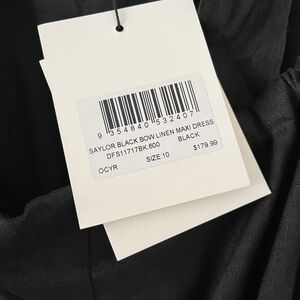 9 354840 532407
SAYLOR BLACK BOW LINEN MAXI DRESS
DFS11717BK.600 BLACK
SIZE 10
OCYR $179.99